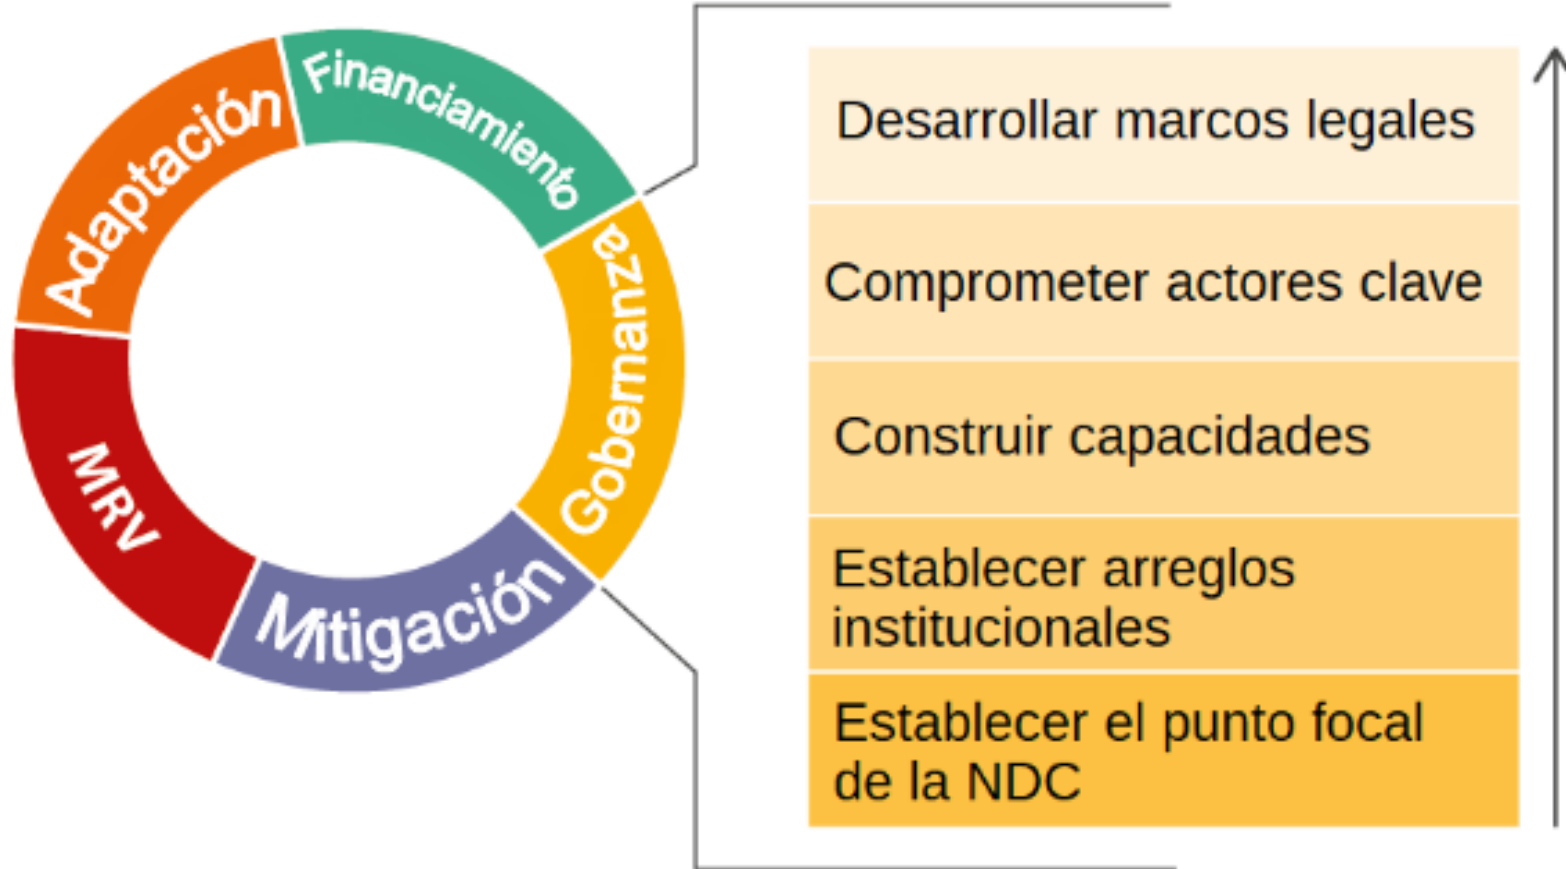 Adaptación
Financiamiento
Gobernanza
Mitigación
MRV
Desarrollar marcos legales
Comprometer actores clave
Construir capacidades
Establecer arreglos
institucionales
Establecer el punto focal
de la NDC